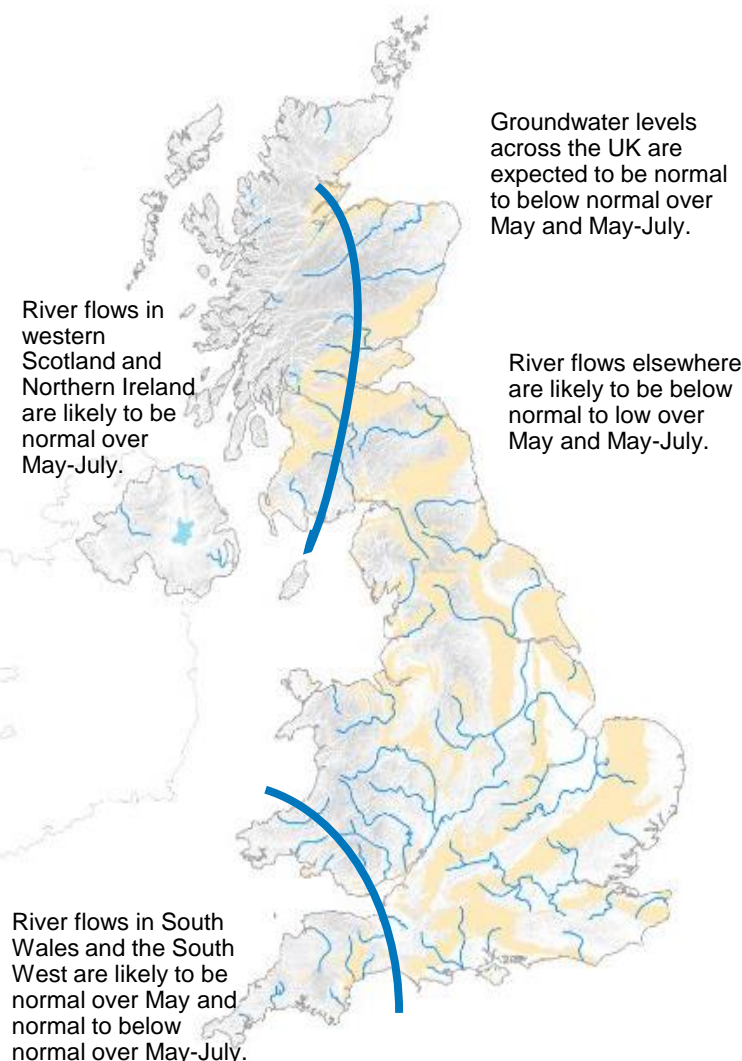 Groundwater levels
across the UK are
expected to be normal
to below normal over
May and May-July.
River flows in
western
Scotland and
Northern Ireland
are likely to be
normal over
May-July.
River flows elsewhere
are likely to be below
normal to low over
May and May-July.
River flows in South
Wales and the South
West are likely to be
normal over May and
normal to below
normal over May-July.